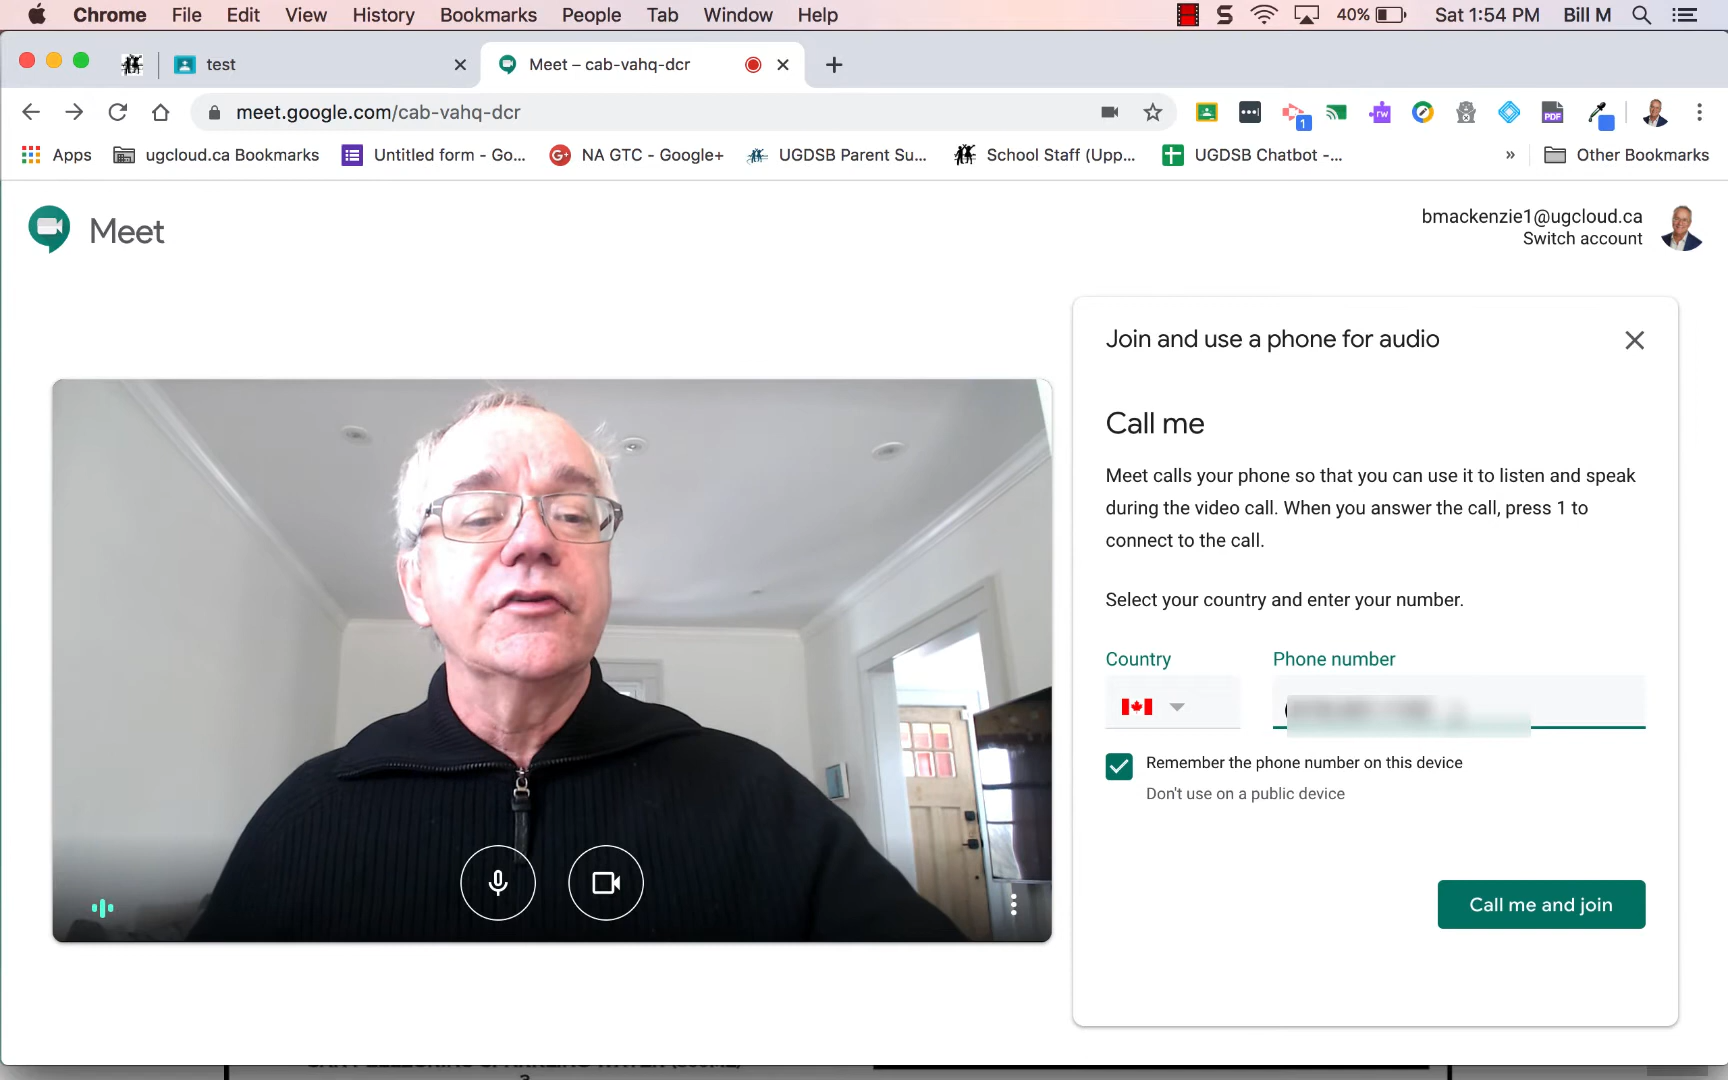 Chrome File Edit View History Bookmarks People Tab Window Help 40% Sat 1:54 PM Bill M
test Meet – cab-vahq-dcr
meet.google.com/cab-vahq-dcr
1 rw PDF
Apps ugcloud.ca Bookmarks Untitled form - Go... NA GTC - Google+ UGDSB Parent Su... School Staff (Upp... UGDSB Chatbot -... » Other Bookmarks
Meet
bmackenzie1@ugcloud.ca
Switch account
Join and use a phone for audio
Call me
Meet calls your phone so that you can use it to listen and speak
during the video call. When you answer the call, press 1 to
connect to the call.
Select your country and enter your number.
Country Phone number
Remember the phone number on this device
Don't use on a public device
Call me and join